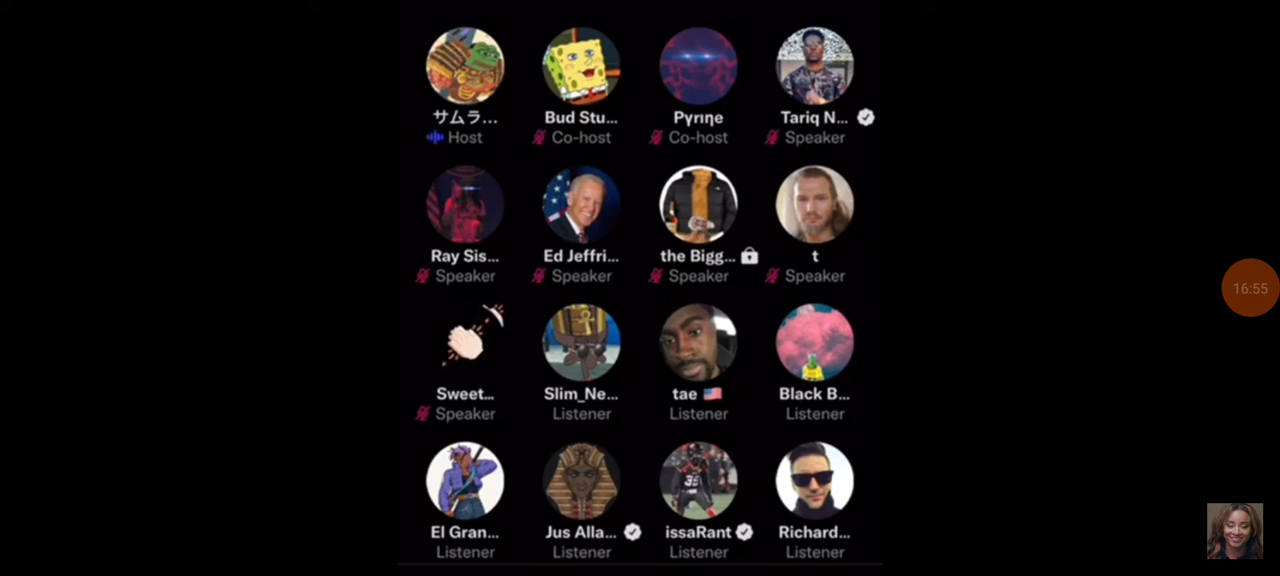 サムラ...
Bud Stu...
Pyrıηe
Tariq N...
Host
Co-host
Co-host
Speaker
Ray Sis...
Ed Jeffri...
the Bigg...
t
Speaker
Speaker
Speaker
Speaker
16:55
Sweet...
Slim_Ne...
tae
Black B...
Speaker
Listener
Listener
Listener
El Gran...
Jus Alla...
issaRant
Richard...
Listener
Listener
Listener
Listener